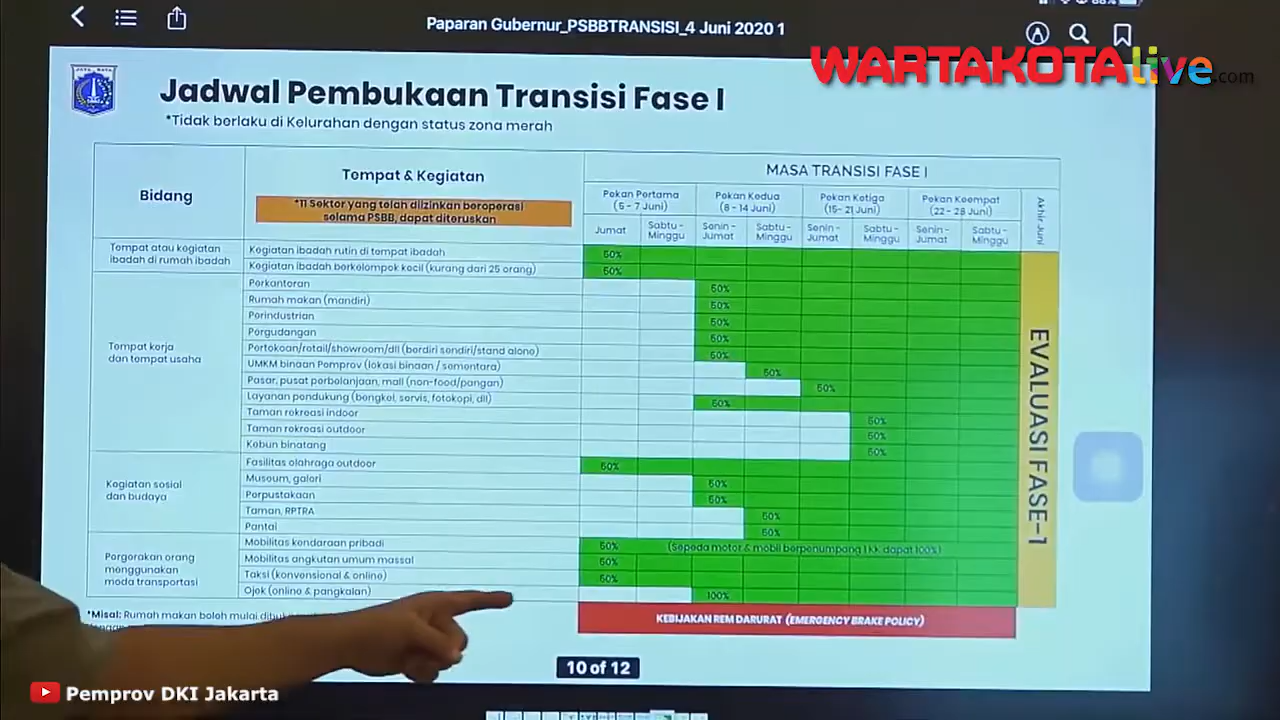 88%
Paparan Gubernur_PSBBTRANSISI_4 Juni 2020 1
WARTAKOTAlive.com
JAYA RAYA
Jadwal Pembukaan Transisi Fase I
*Tidak berlaku di Kelurahan dengan status zona merah
Bidang
Tempat & Kegiatan
*11 Sektor yang telah diizinkan beroperasi
selama PSBB, dapat diteruskan
MASA TRANSISI FASE I
Pekan Pertama
(5 - 7 Juni)
Pekan Kedua
(8 - 14 Juni)
Pekan Ketiga
(15- 21 Juni)
Pekan Keempat
(22 - 28 Juni)
Akhir Juni
Jumat
Sabtu -
Minggu
Senin -
Jumat
Sabtu -
Minggu
Senin -
Jumat
Sabtu -
Minggu
Senin -
Jumat
Sabtu -
Minggu
Tempat atau kegiatan
ibadah di rumah ibadah
Kegiatan ibadah rutin di tempat ibadah 50%
Kegiatan ibadah berkelompok kecil (kurang dari 25 orang) 50%
Tempat kerja
dan tempat usaha
Perkantoran 50%
Rumah makan (mandiri) 50%
Perindustrian 50%
Pergudangan 50%
Pertokoan/retail/showroom/dll (berdiri sendiri/stand alone) 50%
UMKM binaan Pemprov (lokasi binaan / sementara) 50%
Pasar, pusat perbelanjaan, mall (non-food/pangan) 50%
Layanan pendukung (bengkel, servis, fotokopi, dll) 50%
Taman rekreasi indoor 50%
Taman rekreasi outdoor 50%
Kebun binatang 50%
Kegiatan sosial
dan budaya
Fasilitas olahraga outdoor 50%
Museum, galeri 50%
Perpustakaan 50%
Taman, RPTRA 50%
Pantai 50%
Pergerakan orang
menggunakan
moda transportasi
Mobilitas kendaraan pribadi 50% (Sepeda motor & mobil berpenumpang 1 KK dapat 100%)
Mobilitas angkutan umum massal 50%
Taksi (konvensional & online) 50%
Ojek (online & pangkalan) 100%
EVALUASI FASE-1
*Misal: Rumah makan boleh mulai
KEBIJAKAN REM DARURAT (EMERGENCY BRAKE POLICY)
10 of 12
Pemprov DKI Jakarta